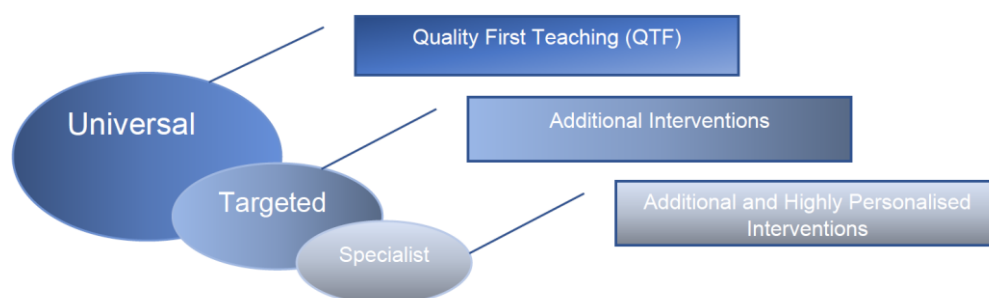 Quality First Teaching (QTF)
Universal
Additional Interventions
Targeted
Additional and Highly Personalised
Interventions
Specialist